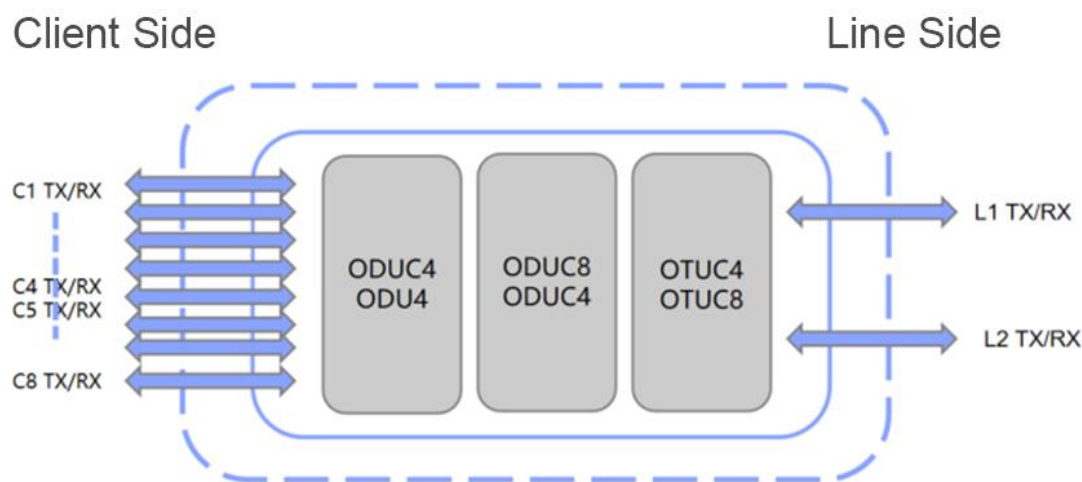 Client Side
Line Side
C1 TX/RX
C4 TX/RX
C5 TX/RX
C8 TX/RX
ODUC4
ODU4
ODUC8
ODUC4
OTUC4
OTUC8
L1 TX/RX
L2 TX/RX